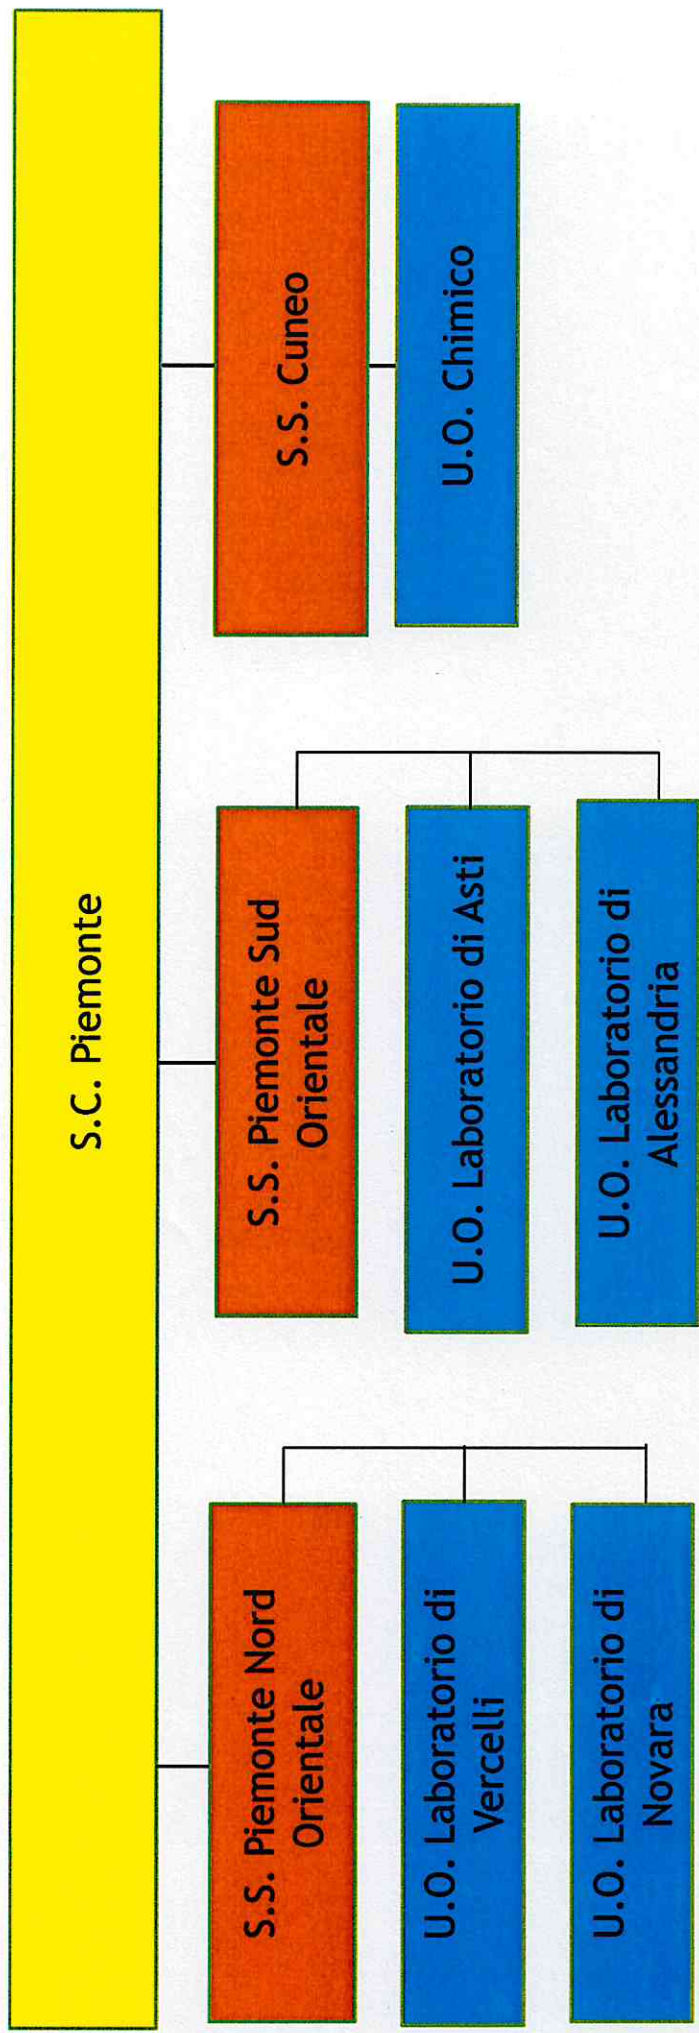 S.C. Piemonte
S.S. Piemonte Nord
Orientale
U.O. Laboratorio di
Vercelli
U.O. Laboratorio di
Novara
S.S. Piemonte Sud
Orientale
U.O. Laboratorio di Asti
U.O. Laboratorio di
Alessandria
S.S. Cuneo
U.O. Chimico